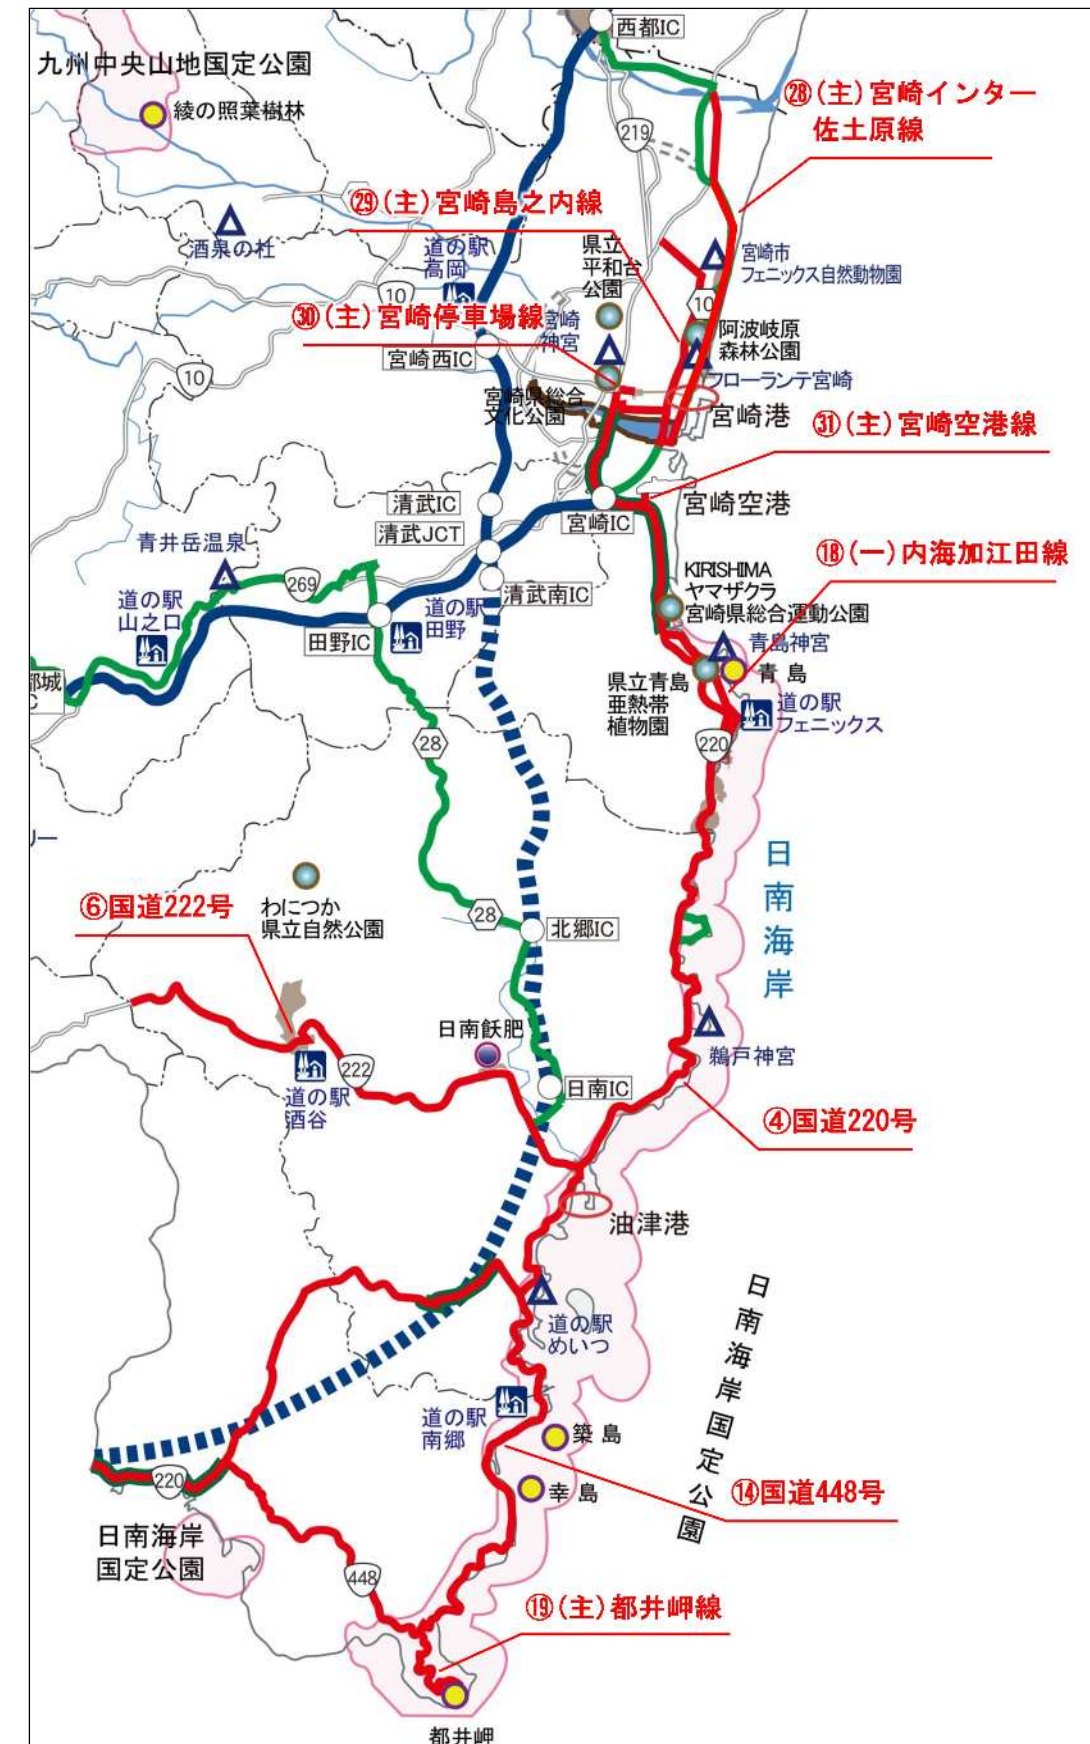 西都IC
九州中央山地国定公園
綾の照葉樹林
㉘(主)宮崎インター
佐土原線
219
㉙(主)宮崎島之内線
酒泉の杜
道の駅
高岡
県立
平和台
公園
宮崎市
フェニックス自然動物園
10
10
㉚(主)宮崎停車場線
宮崎
神宮
阿波岐原
森林公園
宮崎西IC
10
フローランテ宮崎
宮崎県総合
文化公園
宮崎港
㉛(主)宮崎空港線
清武IC
宮崎空港
宮崎IC
清武JCT
青井岳温泉
⑱(一)内海加江田線
KIRISHIMA
ヤマザクラ
宮崎県総合運動公園
269
清武南IC
道の駅
山之口
道の駅
田野
田野IC
青島神宮
青島
県立青島
亜熱帯
植物園
都城
C
道の駅
フェニックス
28
220
リー
日南海岸
⑥国道222号
わにつか
県立自然公園
28
北郷IC
日南飫肥
鵜戸神宮
222
道の駅
酒谷
日南IC
④国道220号
油津港
日南海岸国定公園
道の駅
めいつ
道の駅
南郷
築島
220
幸島
⑭国道448号
日南海岸
国定公園
448
⑲(主)都井岬線
都井岬